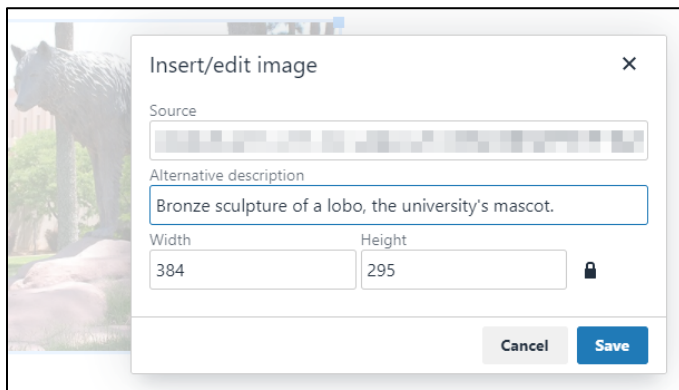 Insert/edit image
Source
Alternative description
Bronze sculpture of a lobo, the university's mascot.
Width Height
384 295
Cancel Save